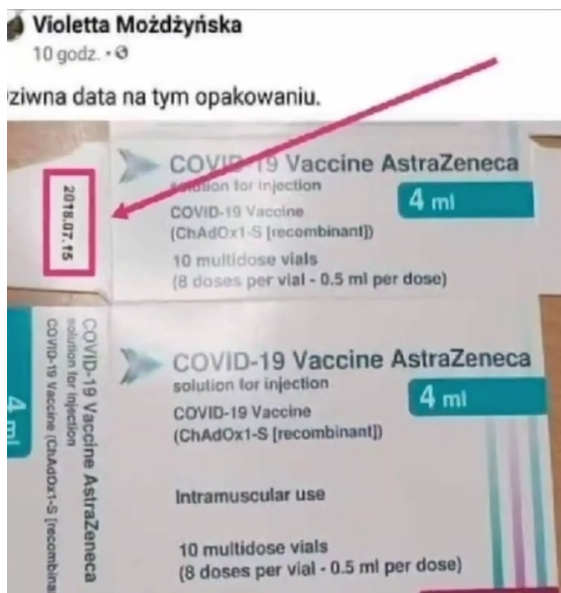 Violetta Możdżyńska
10 godz.
ziwna data na tym opakowaniu.
COVID-19 Vaccine AstraZeneca
solution for injection
4 ml
COVID-19 Vaccine
(ChAdOx1-S [recombinant])
10 multidose vials
(8 doses per vial - 0.5 ml per dose)
2018.07.15
COVID-19 Vaccine AstraZeneca
solution for injection
4 ml
COVID-19 Vaccine
(ChAdOx1-S [recombinant])
Intramuscular use
10 multidose vials
(8 doses per vial - 0.5 ml per dose)
COVID-19 Vaccine AstraZeneca
solution for injection
COVID-19 Vaccine (ChAdOx1-S [recombina
4 ml